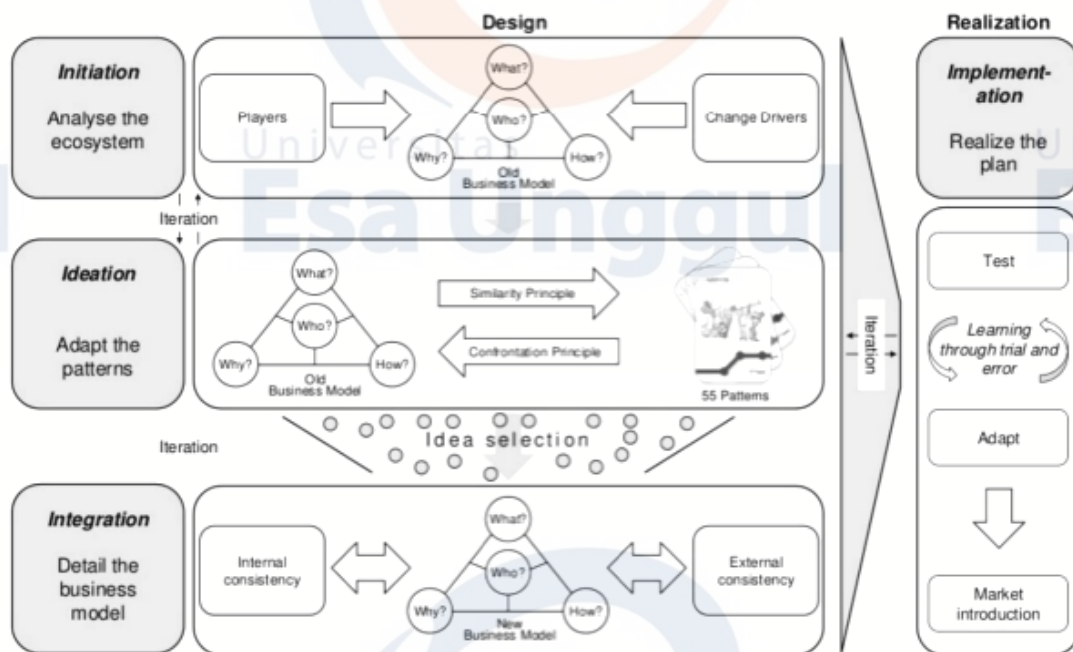 Design
Realization
Initiation
Analyse the
ecosystem
Players
What?
Who?
Why?
How?
Old
Business Model
Change Drivers
Implement-
ation
Realize the
plan
Universitas
Esa Unggul
Iteration
Ideation
Adapt the
patterns
What?
Who?
Why?
How?
Old
Business Model
Similarity Principle
Confrontation Principle
55 Patterns
Iteration
Test
Learning
through trial and
error
Adapt
Market
introduction
Iteration
Idea selection
Integration
Detail the
business
model
Internal
consistency
What?
Who?
Why?
How?
New
Business Model
External
consistency